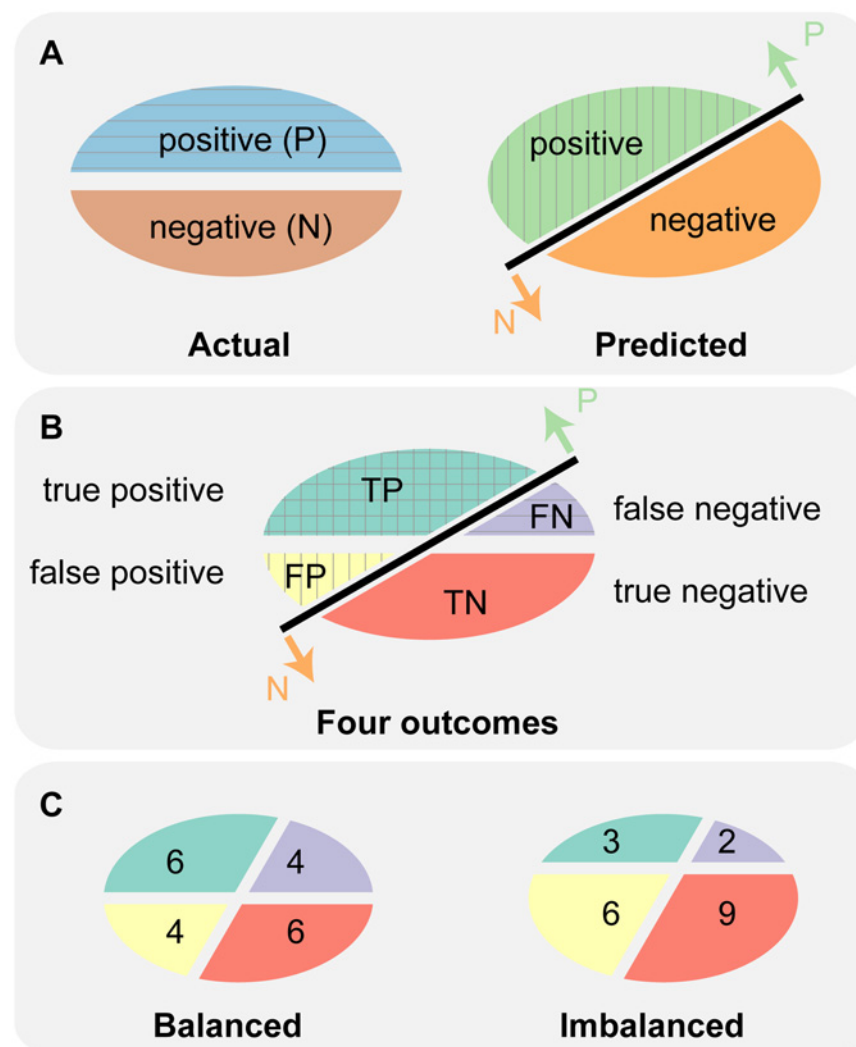 A
P
positive (P)
positive
negative (N)
negative
N
Actual
Predicted
B
P
true positive
TP
FN
false negative
false positive
FP
TN
true negative
N
Four outcomes
C
6
4
3
2
4
6
6
9
Balanced
Imbalanced